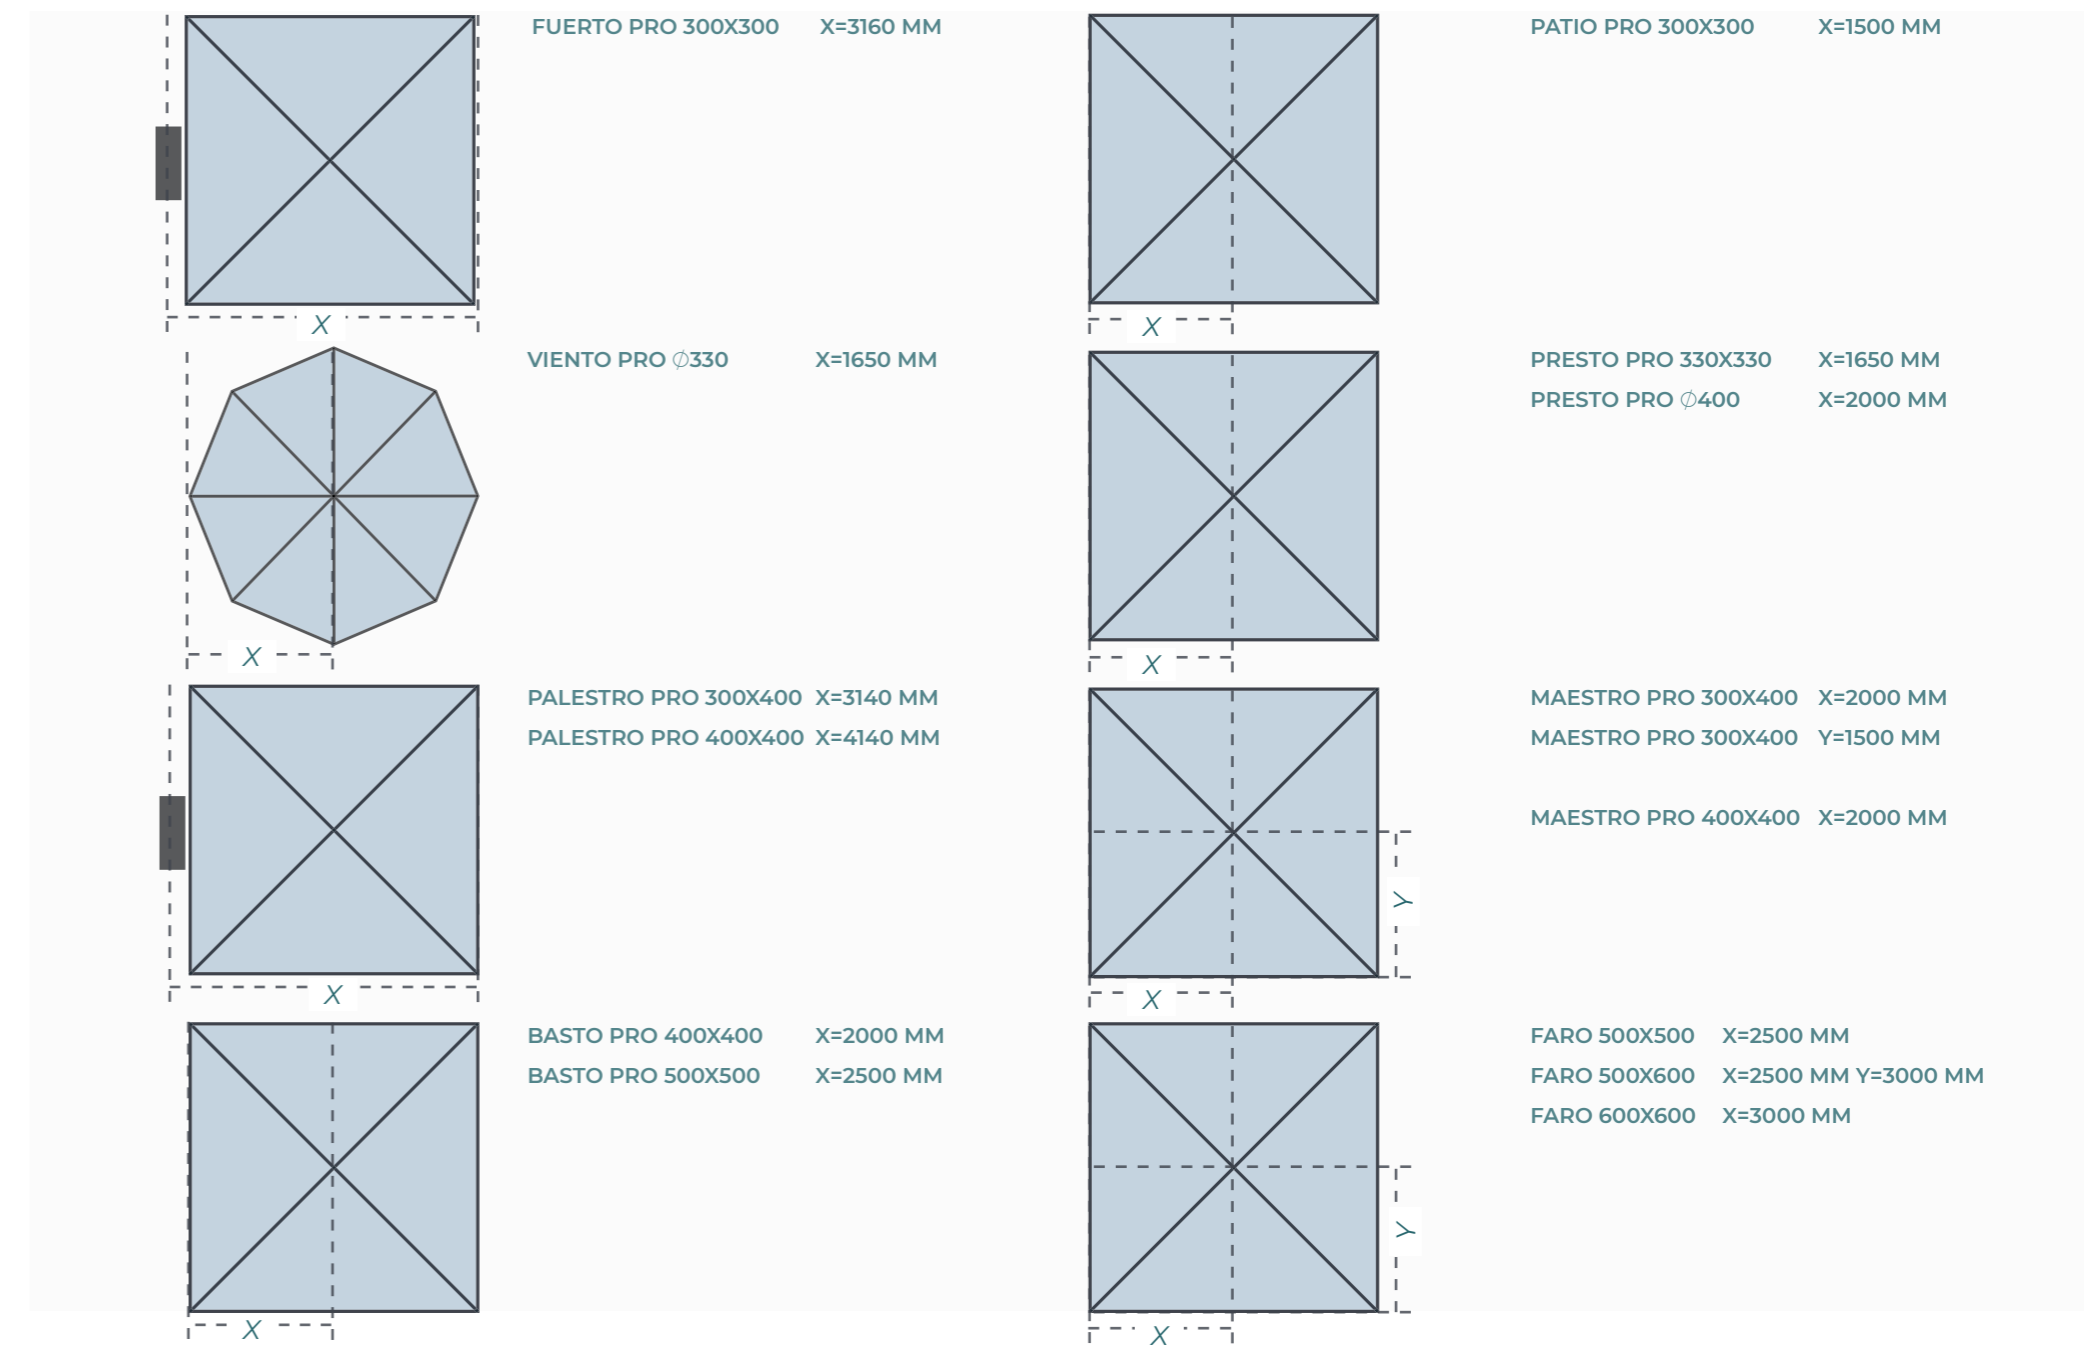 FUERTO PRO 300X300 X=3160 MM
X
PATIO PRO 300X300 X=1500 MM
X
VIENTO PRO ∅330 X=1650 MM
X
PRESTO PRO 330X330 X=1650 MM
PRESTO PRO ∅400 X=2000 MM
X
PALESTRO PRO 300X400 X=3140 MM
PALESTRO PRO 400X400 X=4140 MM
X
MAESTRO PRO 300X400 X=2000 MM
MAESTRO PRO 300X400 Y=1500 MM
MAESTRO PRO 400X400 X=2000 MM
Y
X
BASTO PRO 400X400 X=2000 MM
BASTO PRO 500X500 X=2500 MM
X
FARO 500X500 X=2500 MM
FARO 500X600 X=2500 MM Y=3000 MM
FARO 600X600 X=3000 MM
Y
X